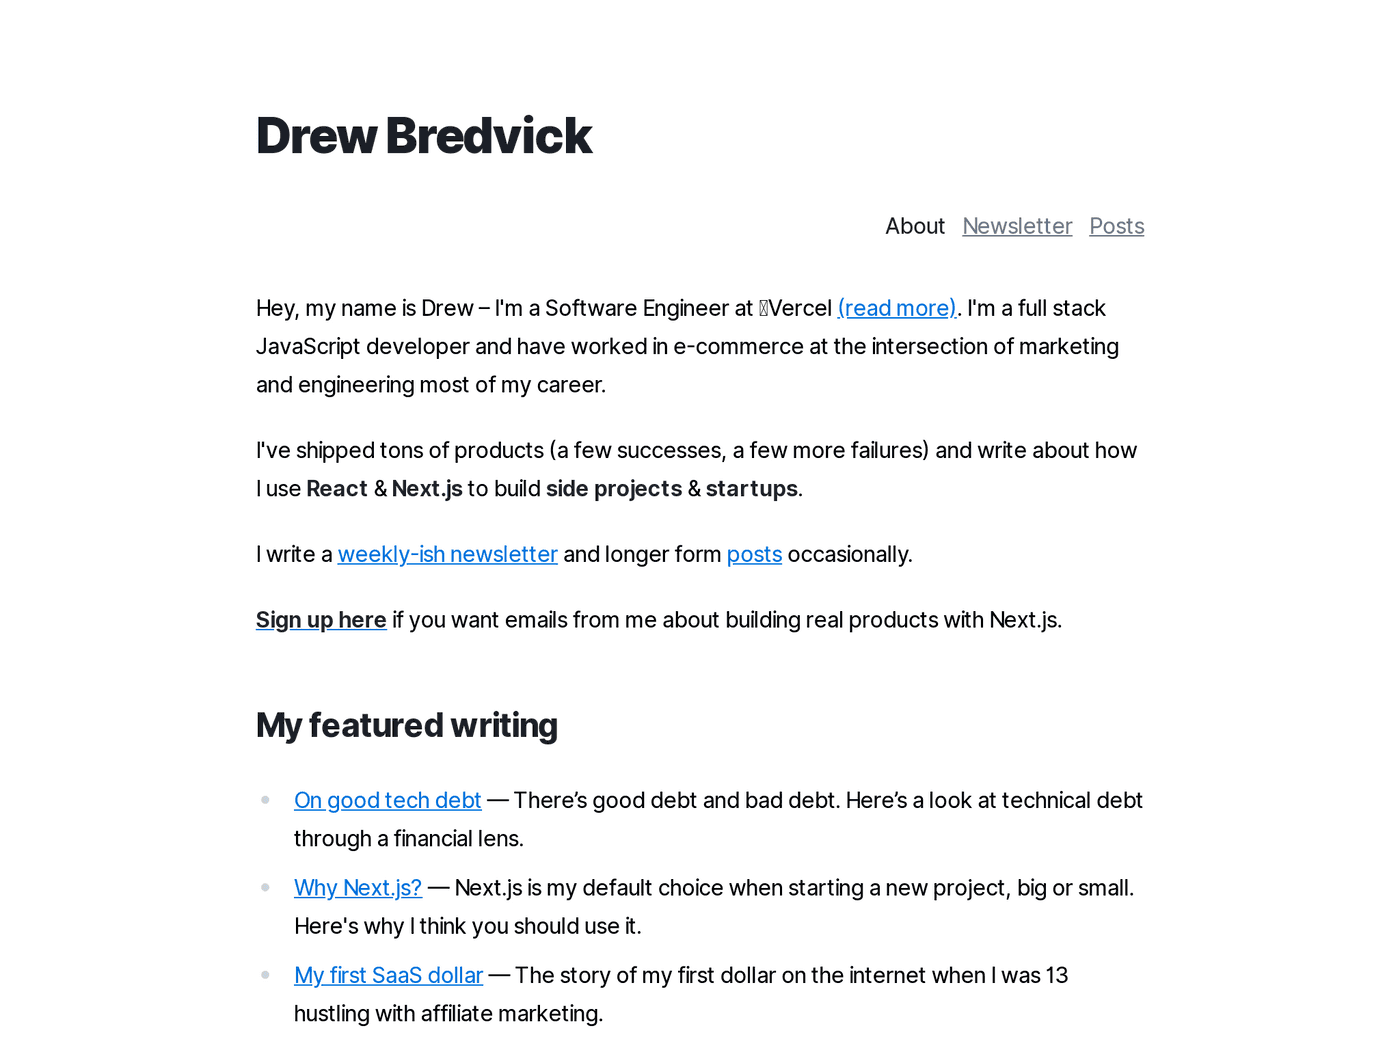 Drew Bredvick
About Newsletter Posts
Hey, my name is Drew – I'm a Software Engineer at Vercel (read more). I'm a full stack
JavaScript developer and have worked in e-commerce at the intersection of marketing
and engineering most of my career.
I've shipped tons of products (a few successes, a few more failures) and write about how
I use React & Next.js to build side projects & startups.
I write a weekly-ish newsletter and longer form posts occasionally.
Sign up here if you want emails from me about building real products with Next.js.
My featured writing
On good tech debt — There’s good debt and bad debt. Here’s a look at technical debt
through a financial lens.
Why Next.js? — Next.js is my default choice when starting a new project, big or small.
Here's why I think you should use it.
My first SaaS dollar — The story of my first dollar on the internet when I was 13
hustling with affiliate marketing.